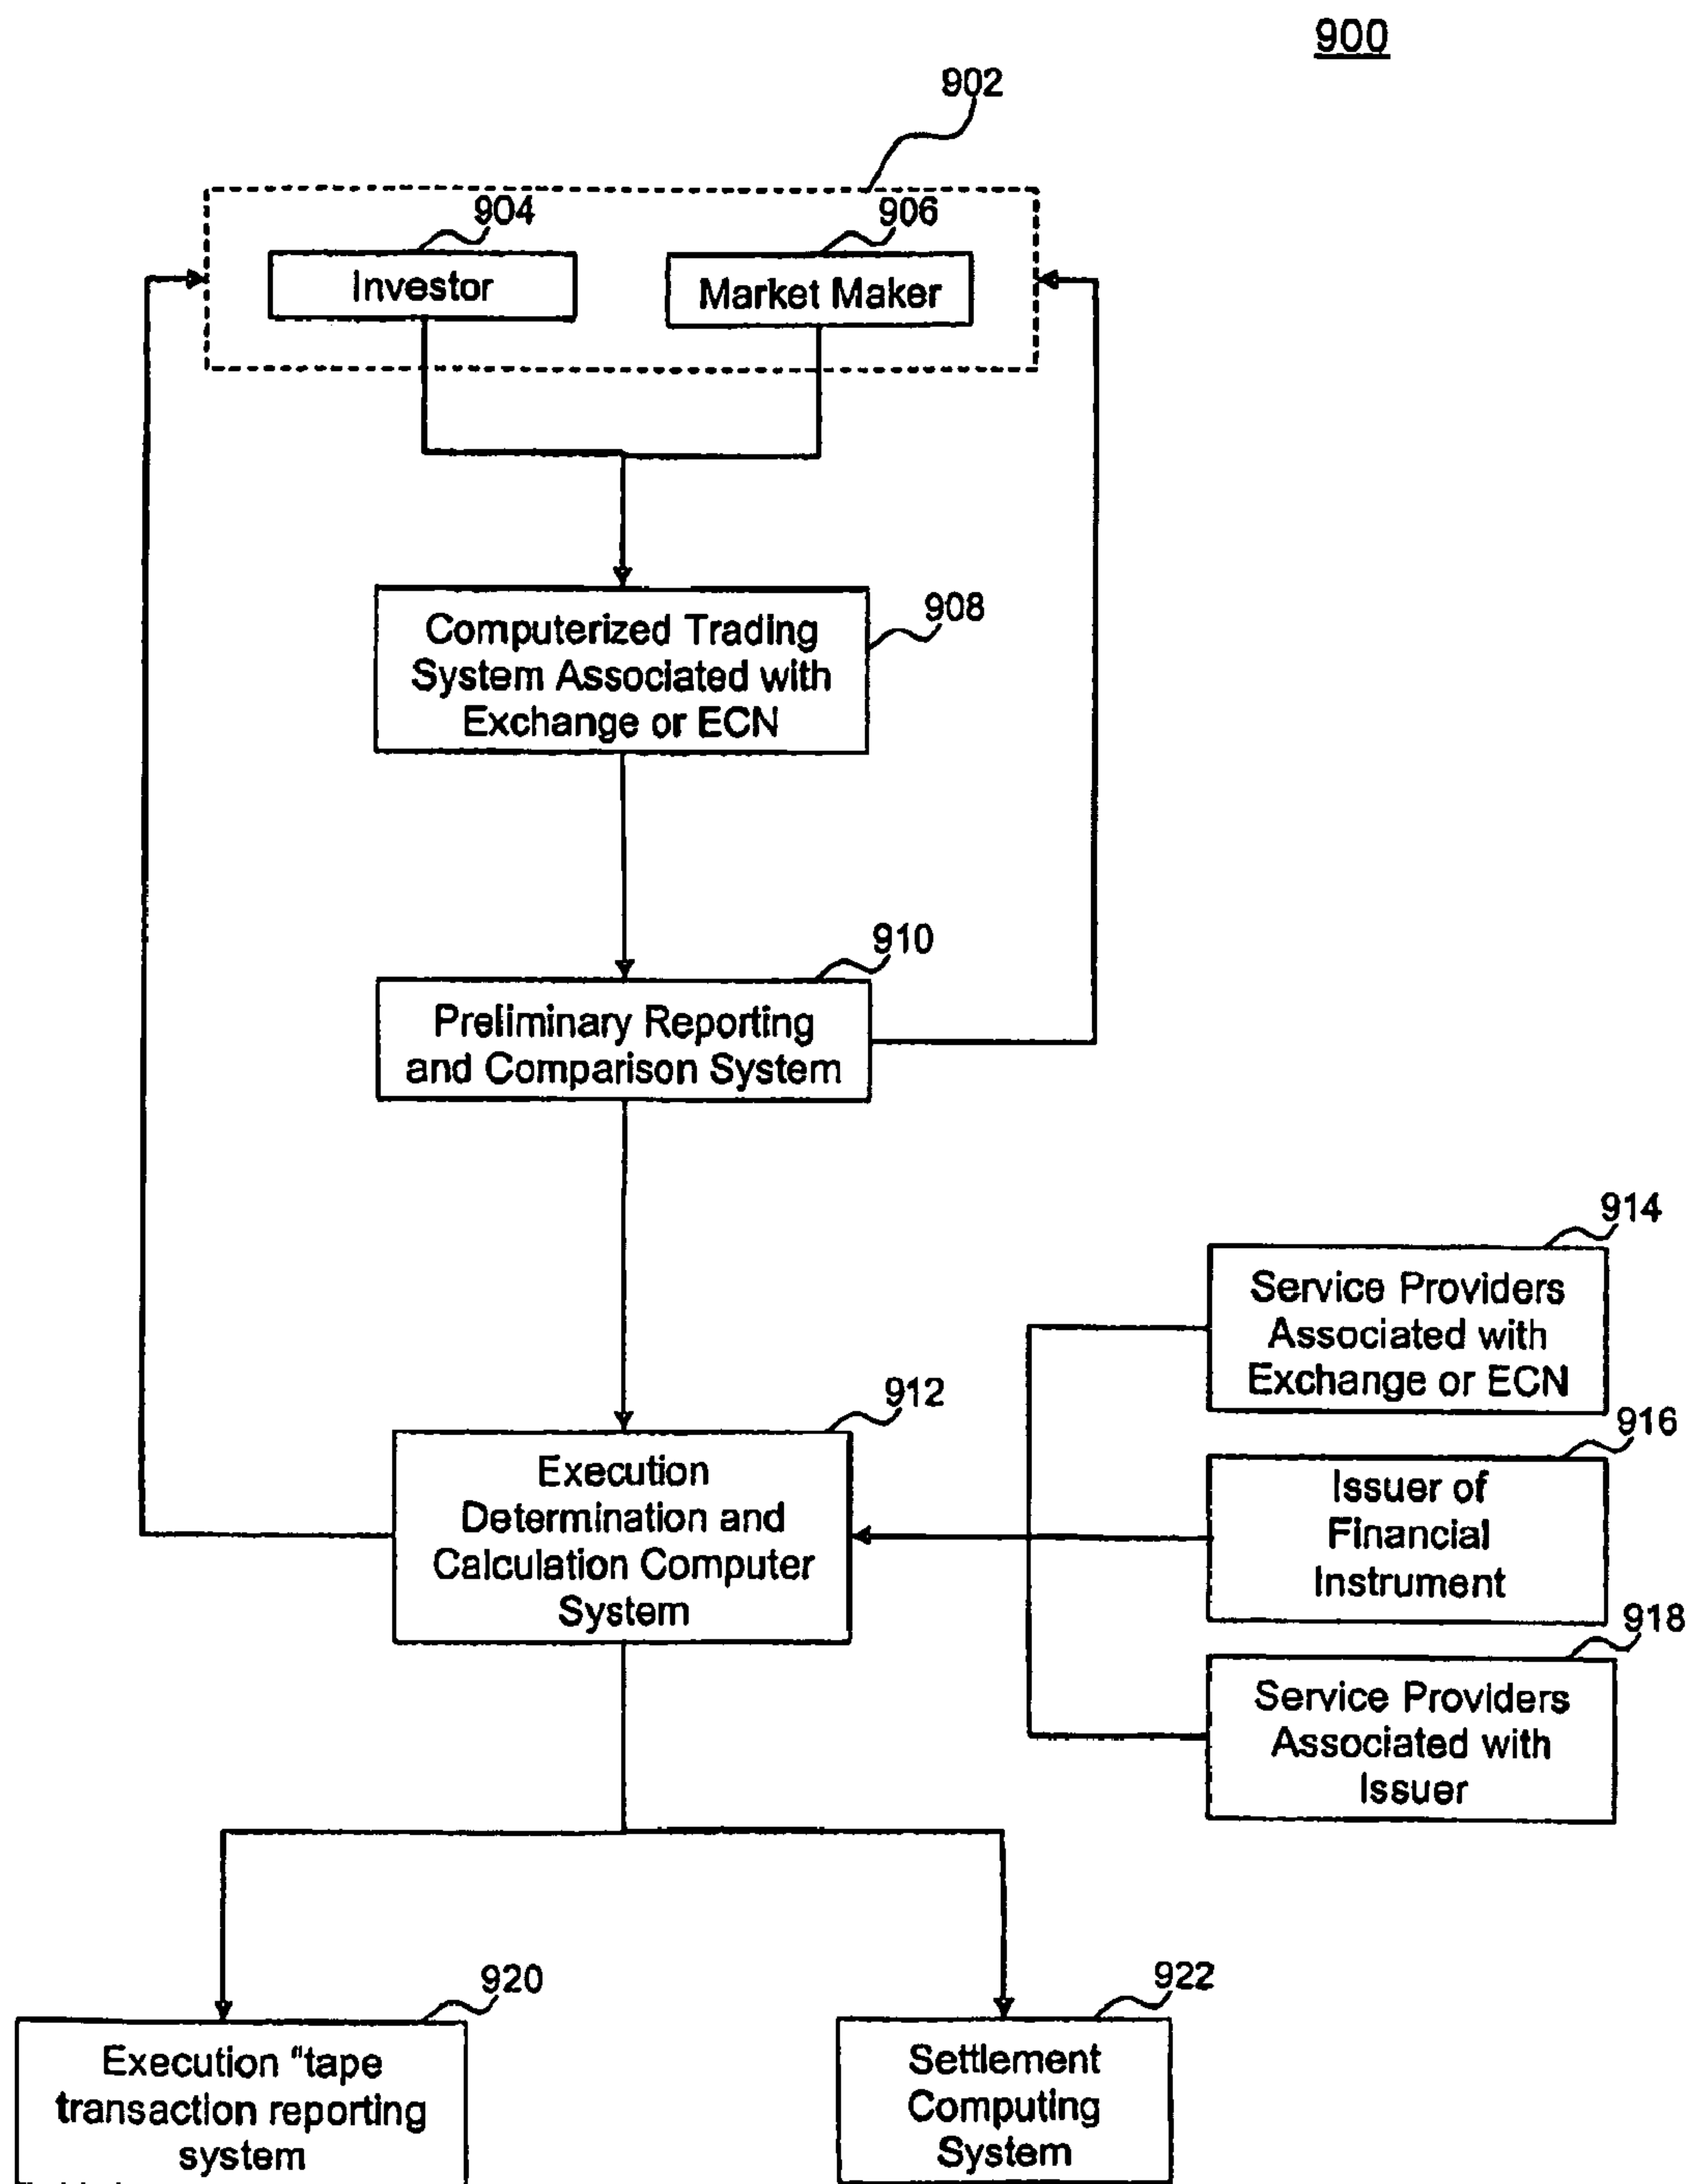 900
902
904
Investor
906
Market Maker
908
Computerized Trading
System Associated with
Exchange or ECN
910
Preliminary Reporting
and Comparison System
912
Execution
Determination and
Calculation Computer
System
914
Service Providers
Associated with
Exchange or ECN
916
Issuer of
Financial
Instrument
918
Service Providers
Associated with
Issuer
920
Execution "tape
transaction reporting
system
922
Settlement
Computing
System